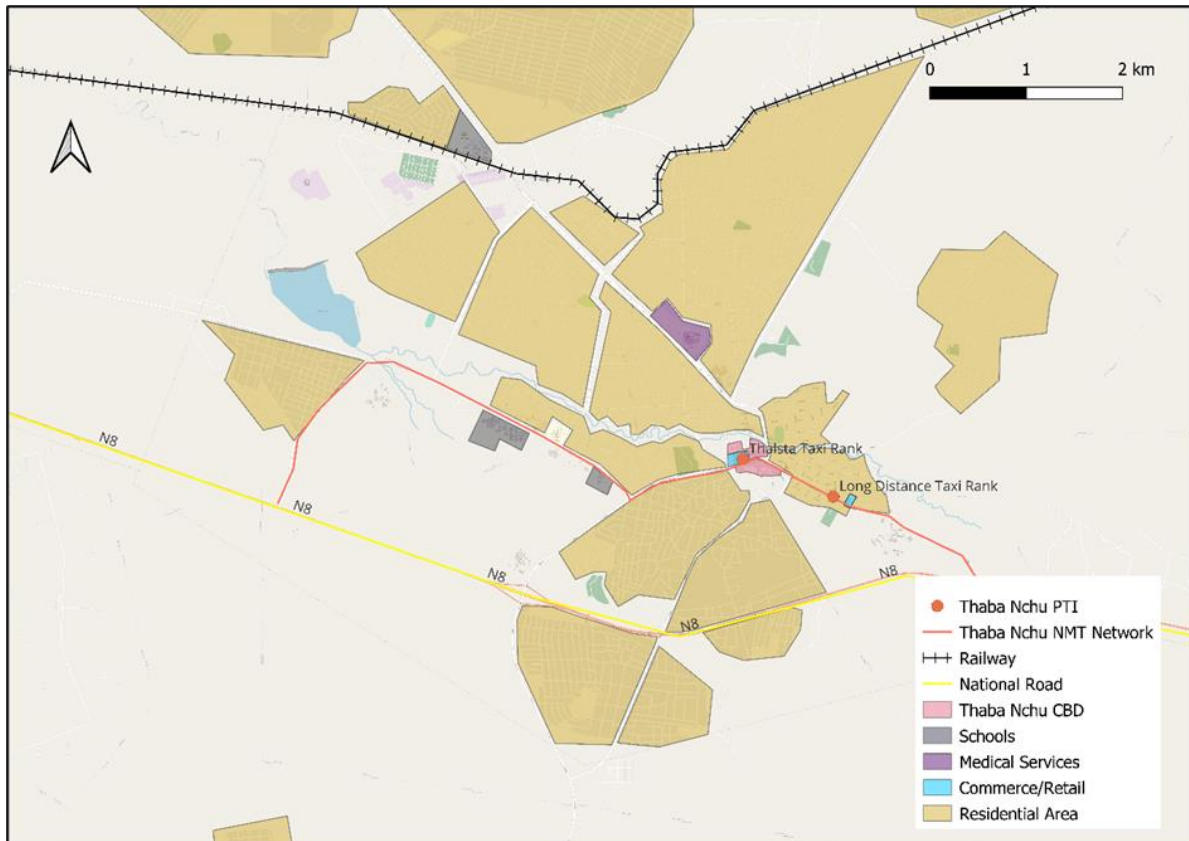 0 1 2 km
Thalsta Taxi Rank
Long Distance Taxi Rank
N8
N8
N8
N8
N8
Thaba Nchu PTI
Thaba Nchu NMT Network
Railway
National Road
Thaba Nchu CBD
Schools
Medical Services
Commerce/Retail
Residential Area